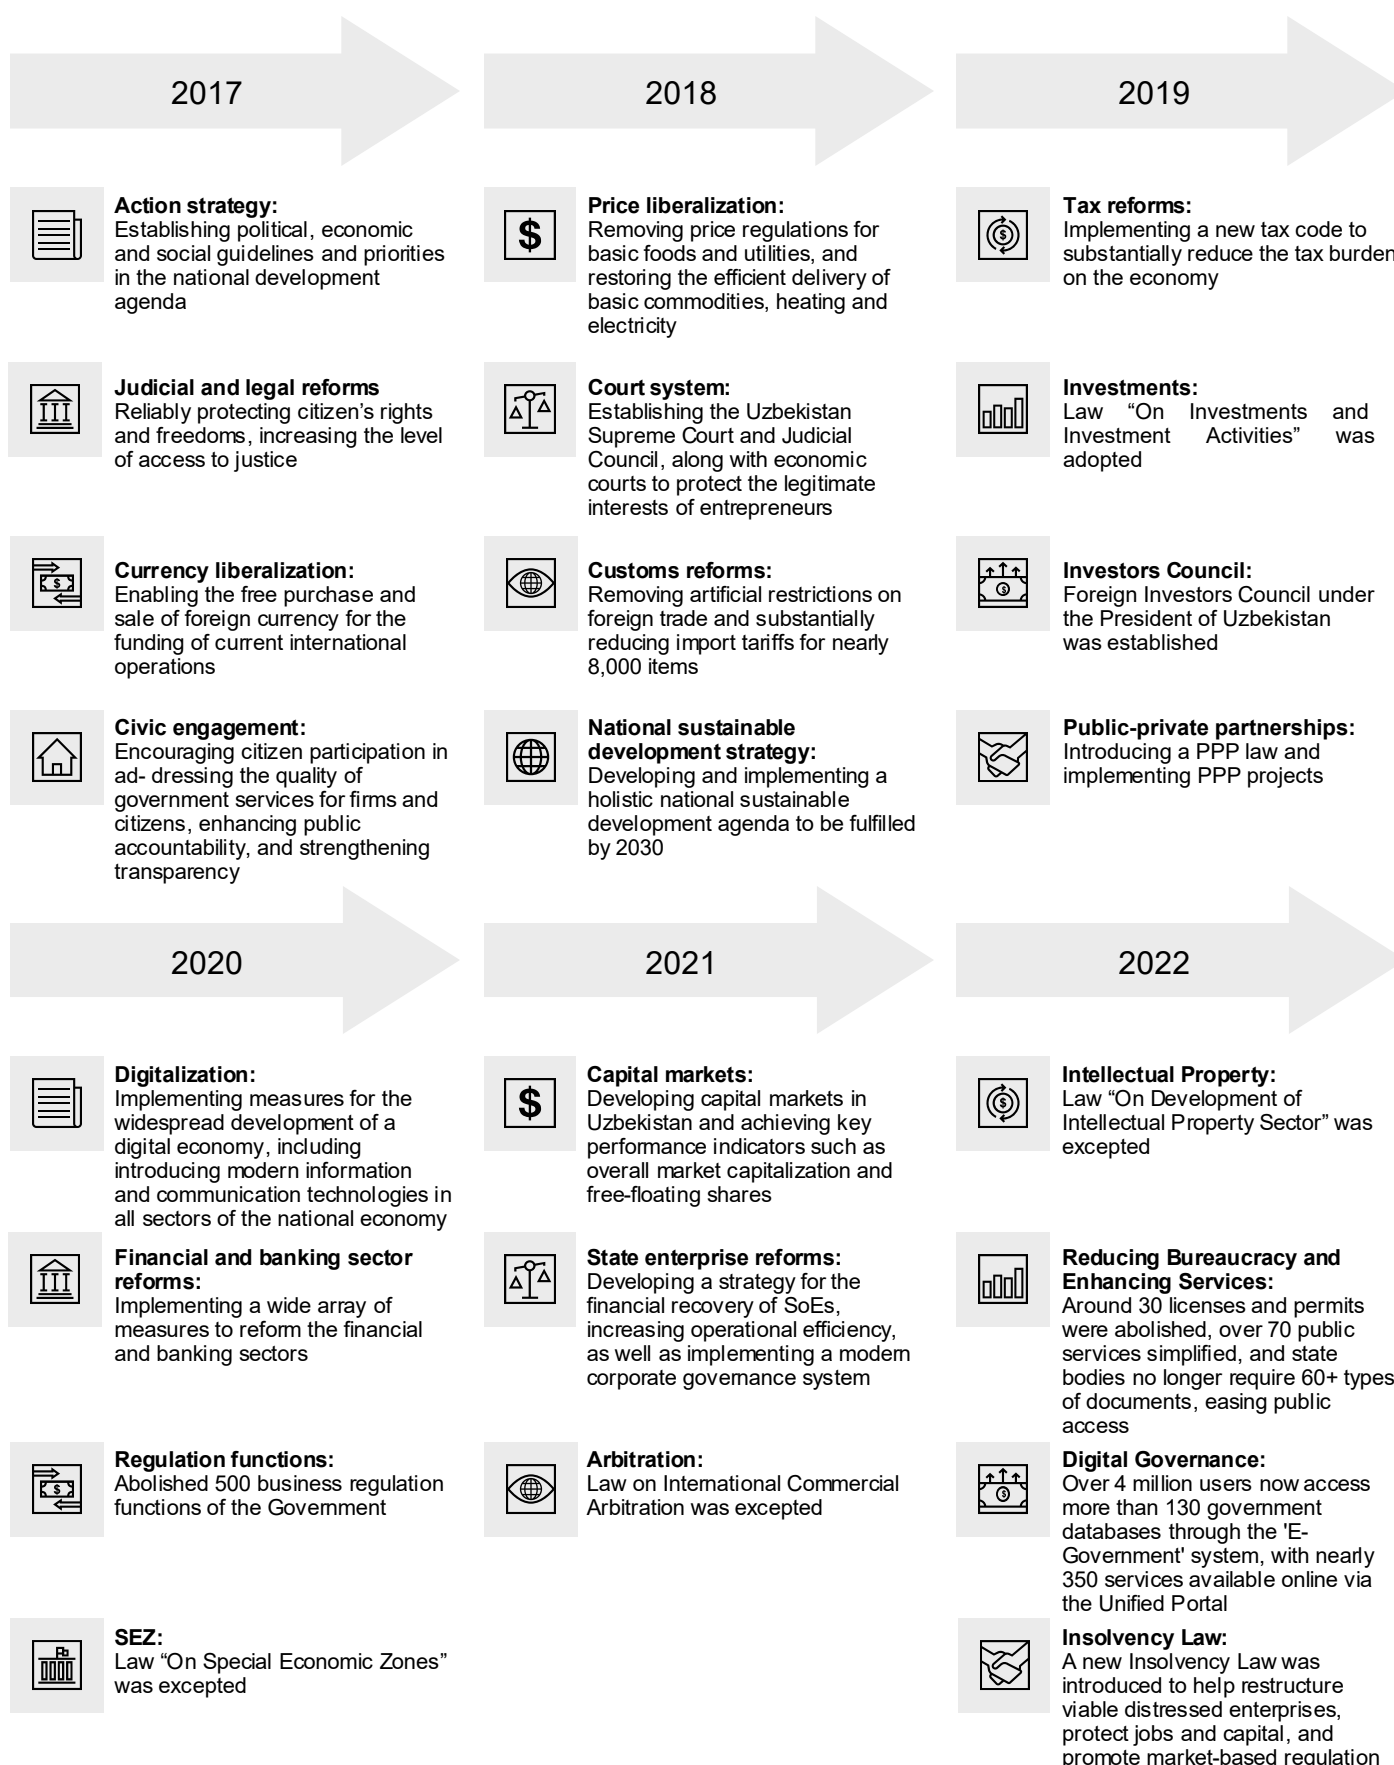 2017
Action strategy:
Establishing political, economic
and social guidelines and priorities
in the national development
agenda
Judicial and legal reforms
Reliably protecting citizen’s rights
and freedoms, increasing the level
of access to justice
Currency liberalization:
Enabling the free purchase and
sale of foreign currency for the
funding of current international
operations
Civic engagement:
Encouraging citizen participation in
ad- dressing the quality of
government services for firms and
citizens, enhancing public
accountability, and strengthening
transparency
2018
Price liberalization:
Removing price regulations for
basic foods and utilities, and
restoring the efficient delivery of
basic commodities, heating and
electricity
Court system:
Establishing the Uzbekistan
Supreme Court and Judicial
Council, along with economic
courts to protect the legitimate
interests of entrepreneurs
Customs reforms:
Removing artificial restrictions on
foreign trade and substantially
reducing import tariffs for nearly
8,000 items
National sustainable
development strategy:
Developing and implementing a
holistic national sustainable
development agenda to be fulfilled
by 2030
2019
Tax reforms:
Implementing a new tax code to
substantially reduce the tax burden
on the economy
Investments:
Law “On Investments and
Investment Activities” was
adopted
Investors Council:
Foreign Investors Council under
the President of Uzbekistan
was established
Public-private partnerships:
Introducing a PPP law and
implementing PPP projects
2020
Digitalization:
Implementing measures for the
widespread development of a
digital economy, including
introducing modern information
and communication technologies in
all sectors of the national economy
Financial and banking sector
reforms:
Implementing a wide array of
measures to reform the financial
and banking sectors
Regulation functions:
Abolished 500 business regulation
functions of the Government
SEZ:
Law “On Special Economic Zones”
was excepted
2021
Capital markets:
Developing capital markets in
Uzbekistan and achieving key
performance indicators such as
overall market capitalization and
free-floating shares
State enterprise reforms:
Developing a strategy for the
financial recovery of SoEs,
increasing operational efficiency,
as well as implementing a modern
corporate governance system
Arbitration:
Law on International Commercial
Arbitration was excepted
2022
Intellectual Property:
Law “On Development of
Intellectual Property Sector” was
excepted
Reducing Bureaucracy and
Enhancing Services:
Around 30 licenses and permits
were abolished, over 70 public
services simplified, and state
bodies no longer require 60+ types
of documents, easing public
access
Digital Governance:
Over 4 million users now access
more than 130 government
databases through the 'E-
Government' system, with nearly
350 services available online via
the Unified Portal
Insolvency Law:
A new Insolvency Law was
introduced to help restructure
viable distressed enterprises,
protect jobs and capital, and
promote market-based regulation